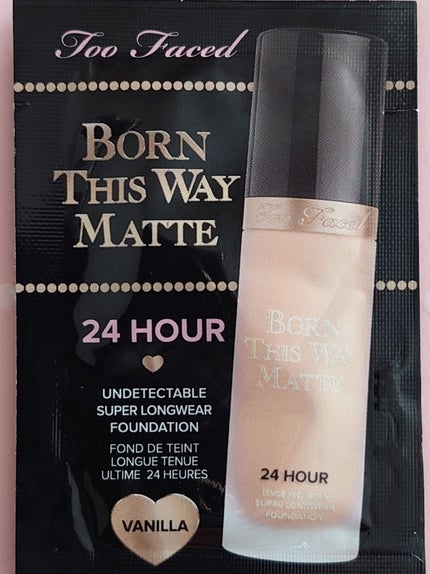 Too Faced
BORN
THIS WAY
MATTE
24 HOUR
UNDETECTABLE
SUPER LONGWEAR
FOUNDATION
FOND DE TEINT
LONGUE TENUE
ULTIME 24 HEURES
VANILLA
Too Faced
BORN
THIS WAY
MATTE
24 HOUR
UNDETECTABLE
SUPER LONGWEAR
FOUNDATION